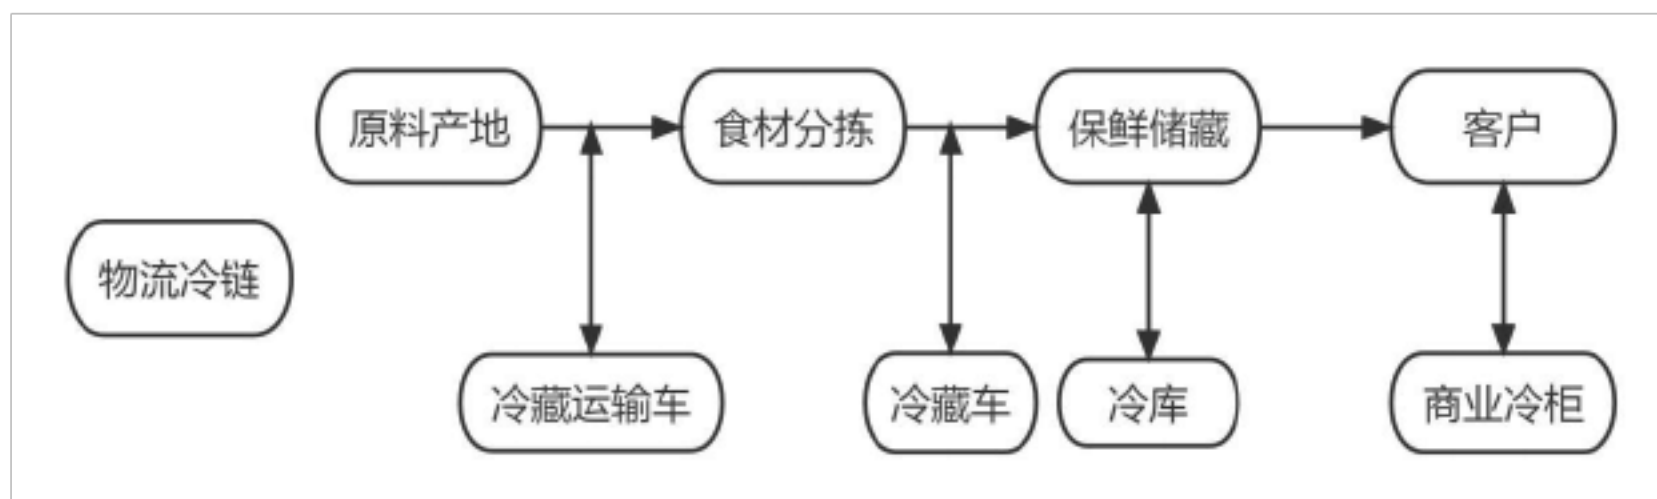 原料产地
食材分拣
保鲜储藏
客户
物流冷链
冷藏运输车
冷藏车
冷库
商业冷柜